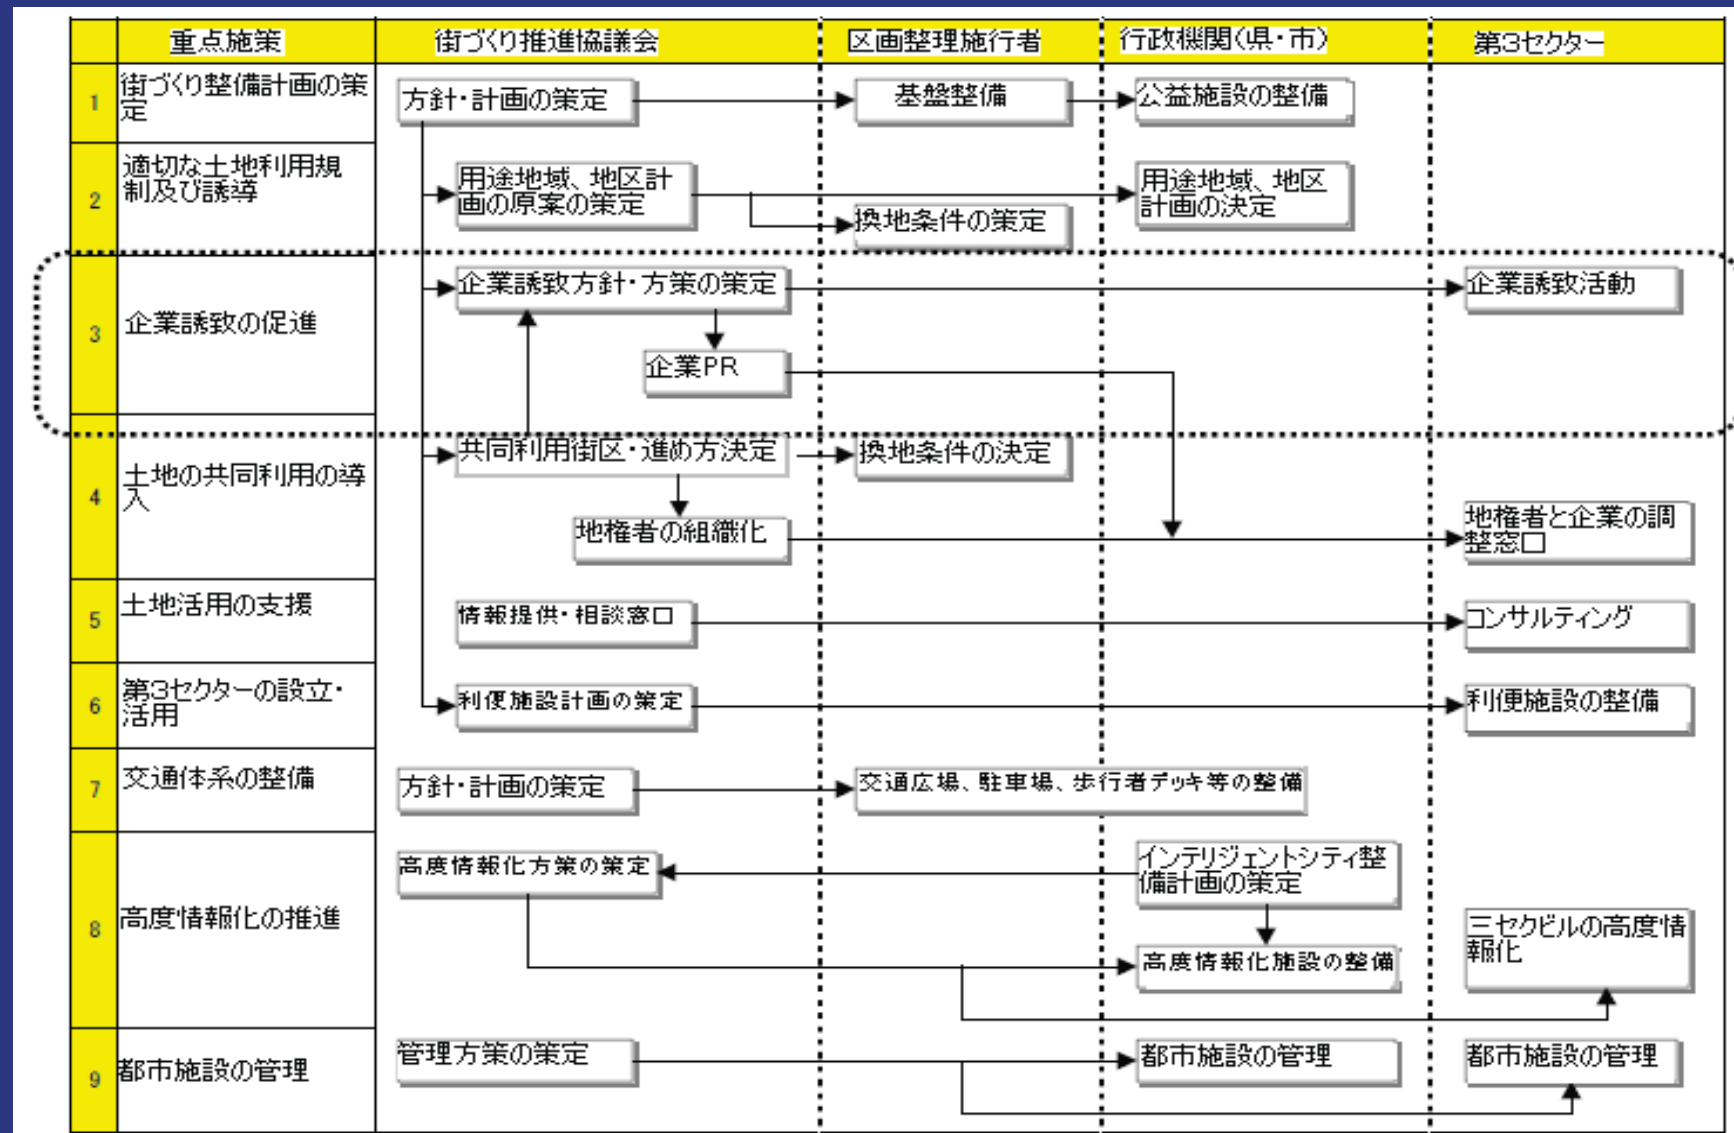 重点施策
街づくり推進協議会
区画整理施行者
行政機関(県・市)
第3セクター
1
街づくり整備計画の策
定
方針・計画の策定
基盤整備
公益施設の整備
2
適切な土地利用規
制及び誘導
用途地域、地区計
画の原案の策定
換地条件の策定
用途地域、地区
計画の決定
3
企業誘致の促進
企業誘致方針・方策の策定
企業誘致活動
企業PR
4
土地の共同利用の導
入
共同利用街区・進め方決定
換地条件の決定
地権者の組織化
地権者と企業の調
整窓口
5
土地活用の支援
情報提供・相談窓口
コンサルティング
6
第3セクターの設立・
活用
利便施設計画の策定
利便施設の整備
7
交通体系の整備
方針・計画の策定
交通広場、駐車場、歩行者デッキ等の整備
8
高度情報化の推進
高度情報化方策の策定
インテリジェントシティ整
備計画の策定
高度情報化施設の整備
三セクビルの高度情
報化
9
都市施設の管理
管理方策の策定
都市施設の管理
都市施設の管理